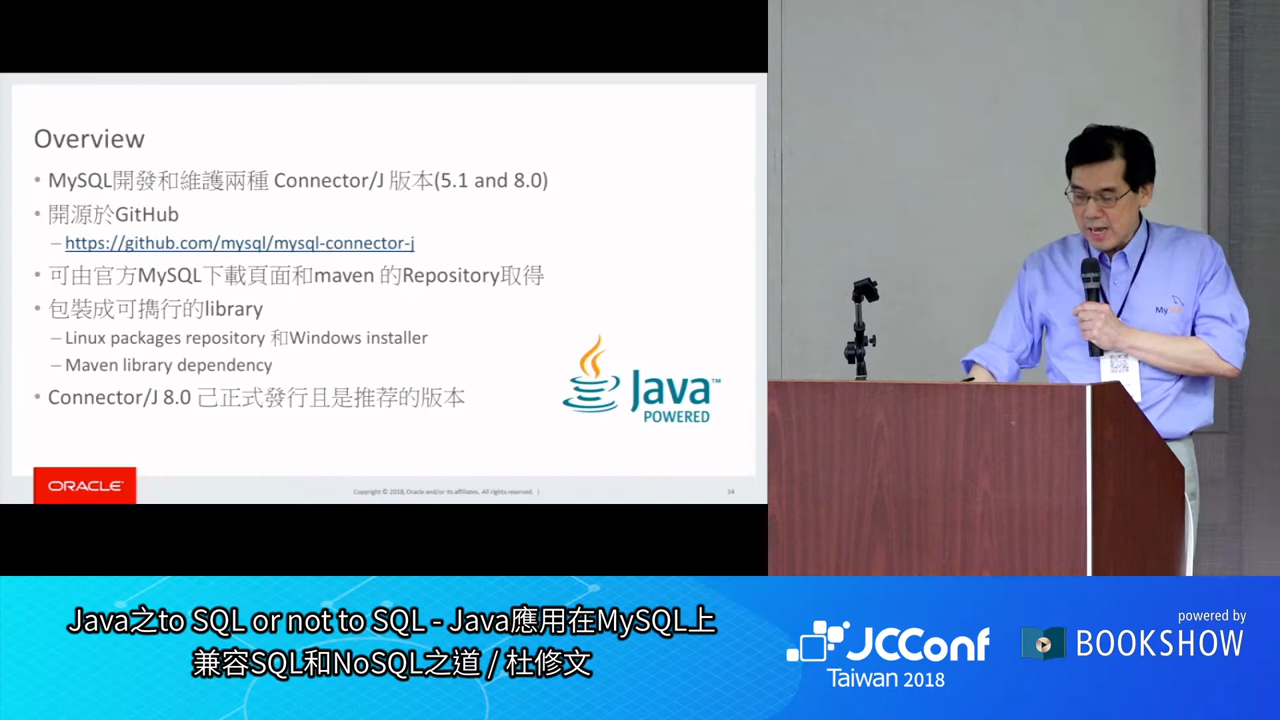 Overview
• MySQL開發和維護兩種 Connector/J 版本(5.1 and 8.0)
• 開源於GitHub
– https://github.com/mysql/mysql-connector-j
• 可由官方MySQL下載頁面和maven 的Repository取得
• 包裝成可擕行的library
– Linux packages repository 和Windows installer
– Maven library dependency
• Connector/J 8.0 己正式發行且是推荐的版本
Java™
POWERED
ORACLE®
Copyright © 2018, Oracle and/or its affiliates. All rights reserved. |
34
My
Java之to SQL or not to SQL - Java應用在MySQL上
兼容SQL和NoSQL之道 / 杜修文
JCConf
Taiwan 2018
powered by
BOOKSHOW